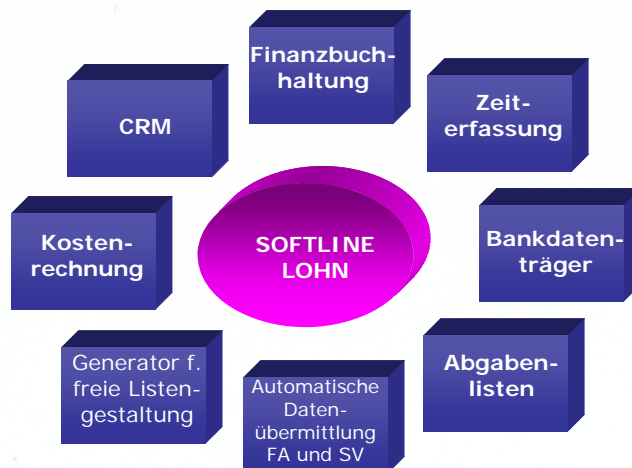 Finanzbuch-
haltung
CRM
Zeit-
erfassung
SOFTLINE
LOHN
Kosten-
rechnung
Bankdaten-
träger
Generator f.
freie Listen-
gestaltung
Automatische
Daten-
übermittlung
FA und SV
Abgaben-
listen